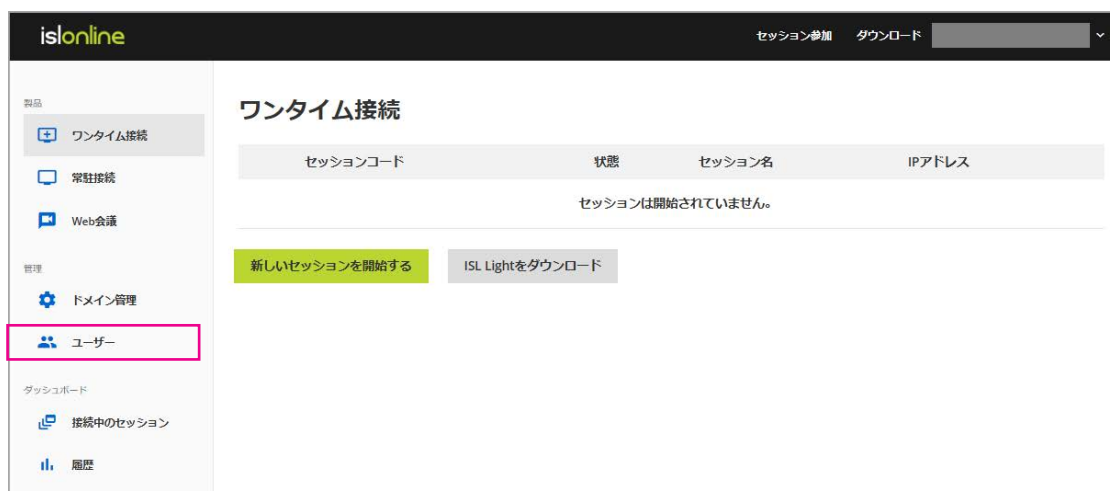 islonline
セッション参加 ダウンロード
製品
ワンタイム接続
常駐接続
Web会議
管理
ドメイン管理
ユーザー
ダッシュボード
接続中のセッション
履歴
ワンタイム接続
セッションコード 状態 セッション名 IPアドレス
セッションは開始されていません。
新しいセッションを開始する ISL Lightをダウンロード